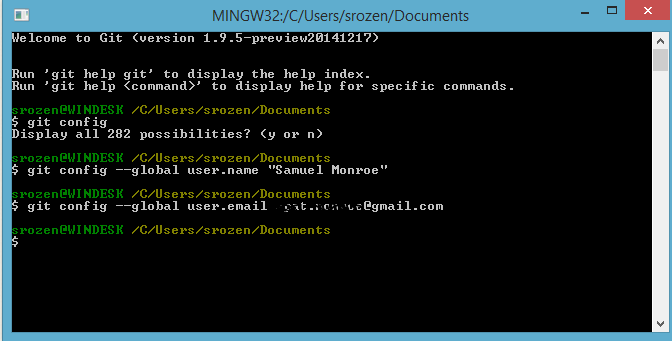 MINGW32:/C/Users/srozen/Documents
Welcome to Git (version 1.9.5-preview20141217)
Run 'git help git' to display the help index.
Run 'git help <command>' to display help for specific commands.
srozen@WINDESK /C/Users/srozen/Documents
$ git config
Display all 282 possibilities? (y or n)
srozen@WINDESK /C/Users/srozen/Documents
$ git config --global user.name "Samuel Monroe"
srozen@WINDESK /C/Users/srozen/Documents
$ git config --global user.email @gmail.com
srozen@WINDESK /C/Users/srozen/Documents
$